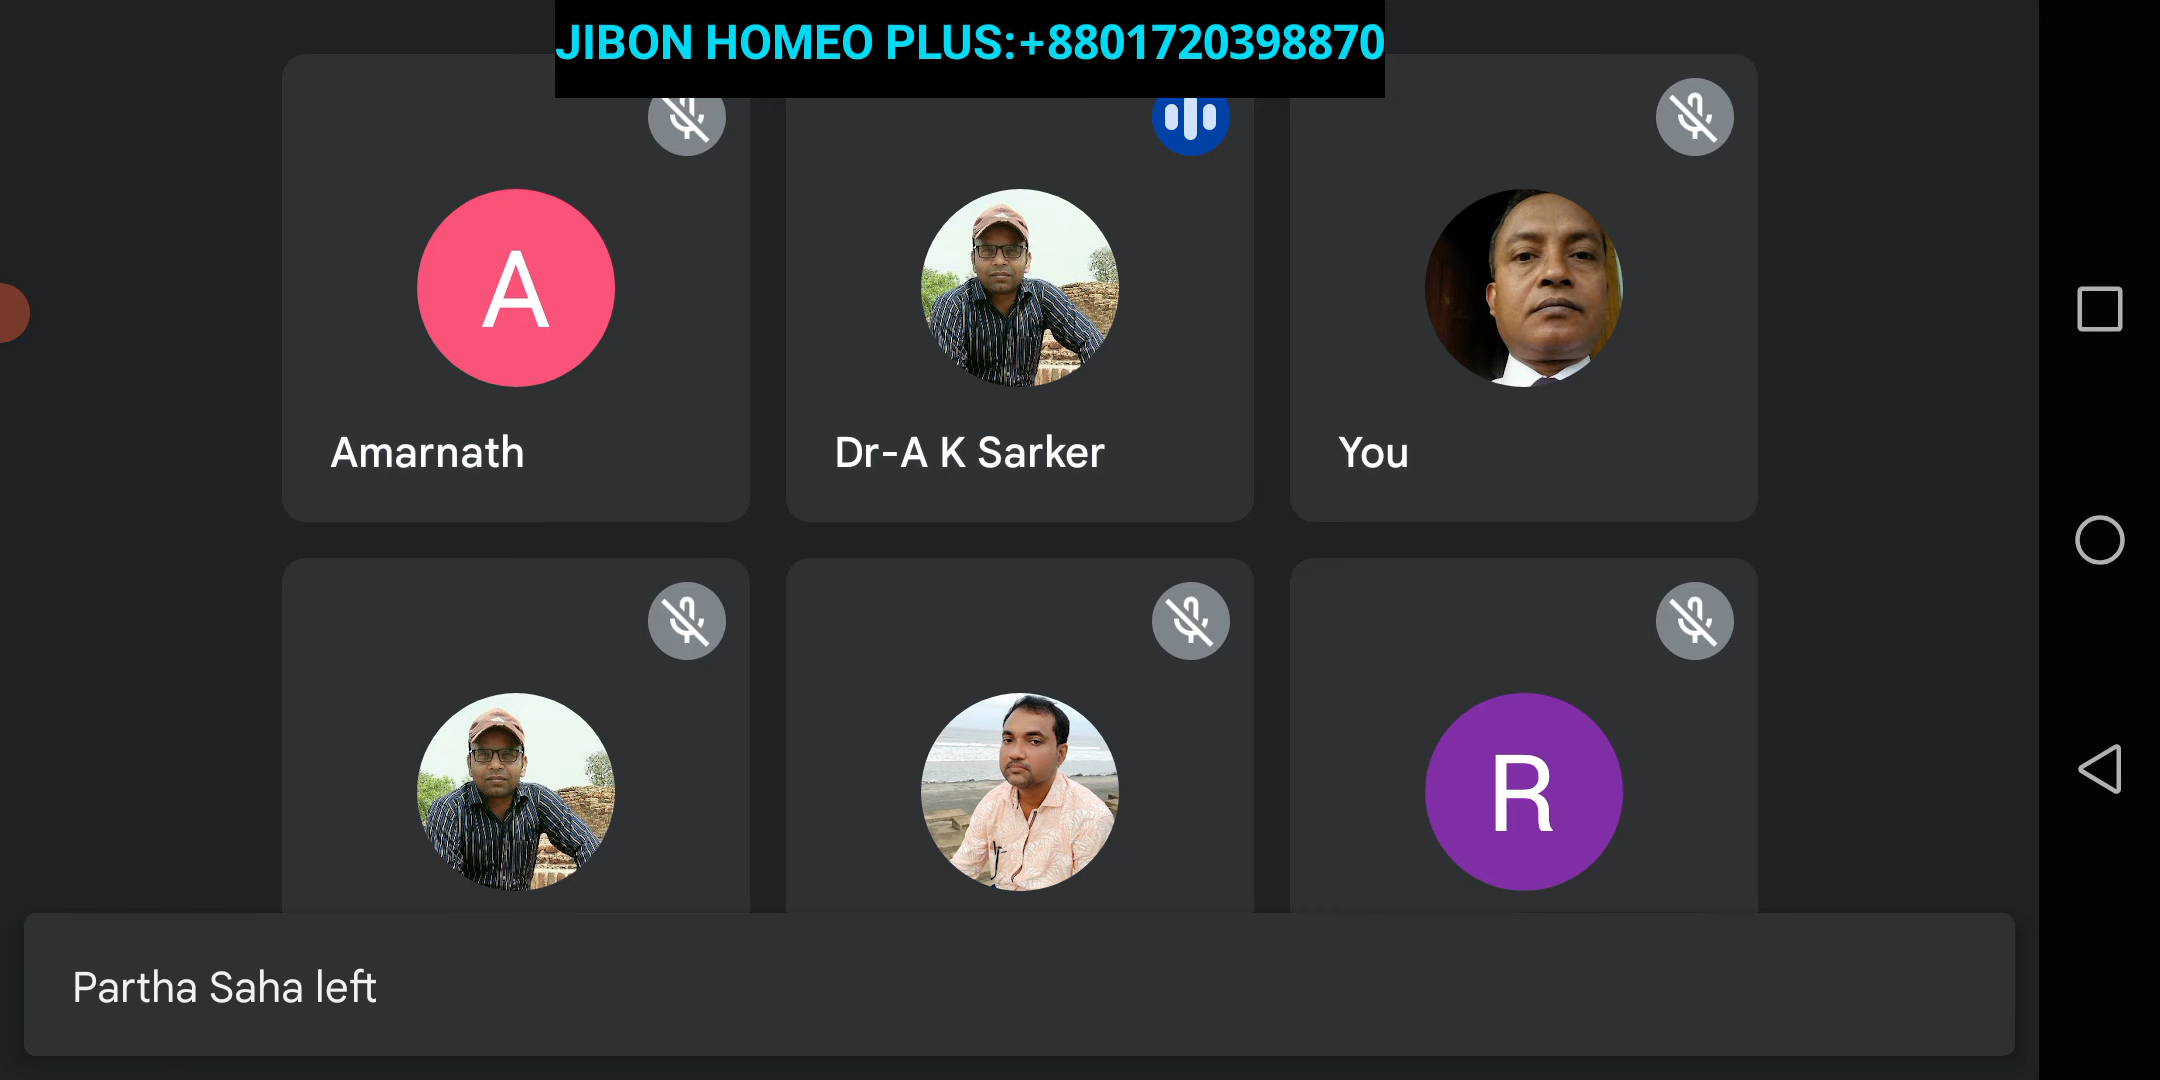 JIBON HOMEO PLUS:+8801720398870
A
Amarnath
Dr-A K Sarker
You
R
Partha Saha left